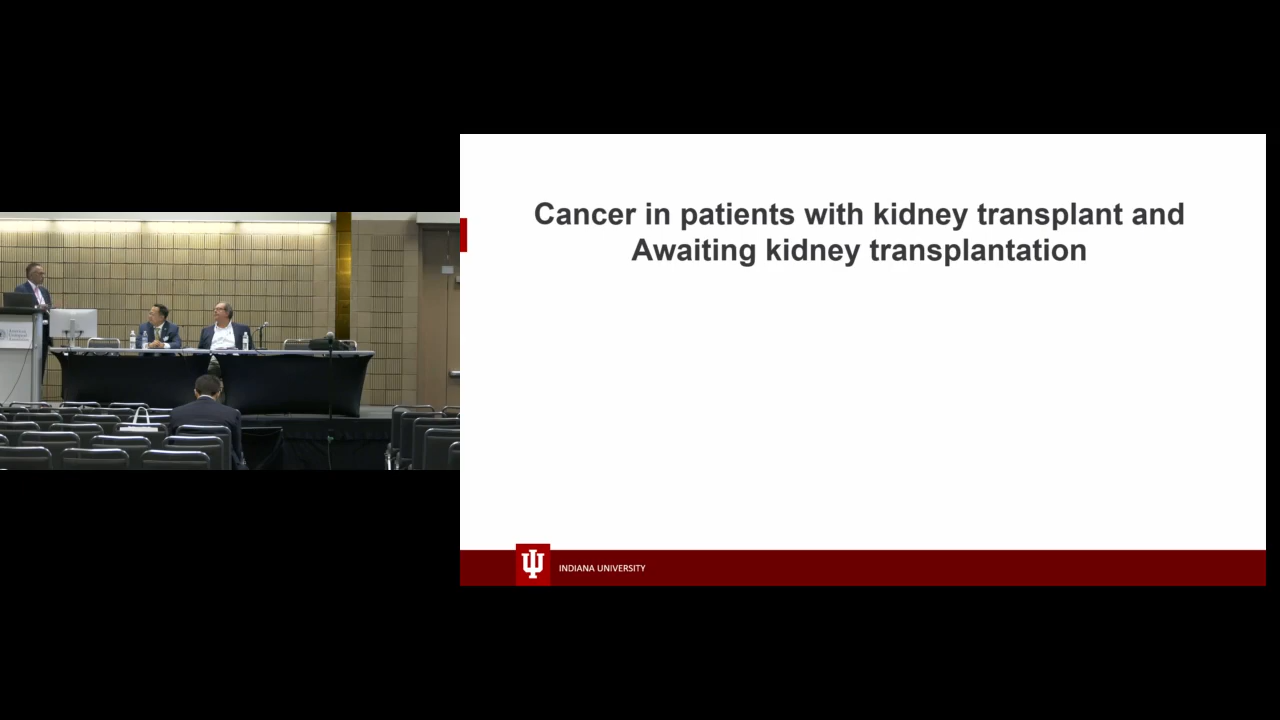 Cancer in patients with kidney transplant and
Awaiting kidney transplantation
INDIANA UNIVERSITY